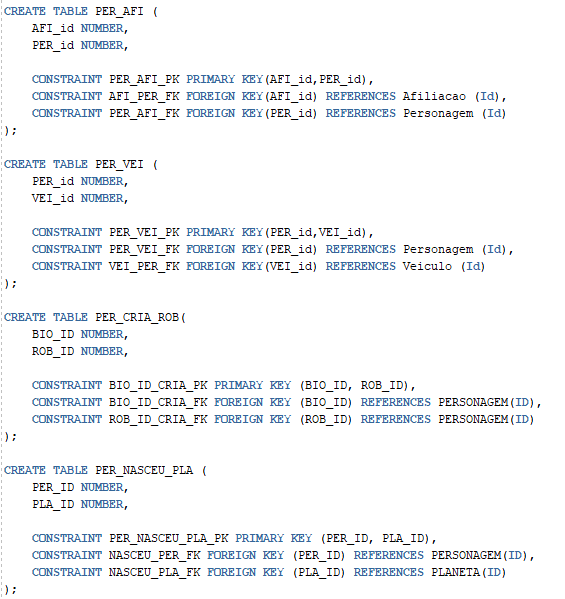 CREATE TABLE PER_AFI (
    AFI_id NUMBER,
    PER_id NUMBER,

    CONSTRAINT PER_AFI_PK PRIMARY KEY(AFI_id,PER_id),
    CONSTRAINT AFI_PER_FK FOREIGN KEY(AFI_id) REFERENCES Afiliacao (Id),
    CONSTRAINT PER_AFI_FK FOREIGN KEY(PER_id) REFERENCES Personagem (Id)
);

CREATE TABLE PER_VEI (
    PER_id NUMBER,
    VEI_id NUMBER,

    CONSTRAINT PER_VEI_PK PRIMARY KEY(PER_id,VEI_id),
    CONSTRAINT PER_VEI_FK FOREIGN KEY(PER_id) REFERENCES Personagem (Id),
    CONSTRAINT VEI_PER_FK FOREIGN KEY(VEI_id) REFERENCES Veiculo (Id)
);

CREATE TABLE PER_CRIA_ROB(
    BIO_ID NUMBER,
    ROB_ID NUMBER,

    CONSTRAINT BIO_ID_CRIA_PK PRIMARY KEY (BIO_ID, ROB_ID),
    CONSTRAINT BIO_ID_CRIA_FK FOREIGN KEY (BIO_ID) REFERENCES PERSONAGEM(ID),
    CONSTRAINT ROB_ID_CRIA_FK FOREIGN KEY (ROB_ID) REFERENCES PERSONAGEM(ID)
);

CREATE TABLE PER_NASCEU_PLA (
    PER_ID NUMBER,
    PLA_ID NUMBER,

    CONSTRAINT PER_NASCEU_PLA_PK PRIMARY KEY (PER_ID, PLA_ID),
    CONSTRAINT NASCEU_PER_FK FOREIGN KEY (PER_ID) REFERENCES PERSONAGEM(ID),
    CONSTRAINT NASCEU_PLA_FK FOREIGN KEY (PLA_ID) REFERENCES PLANETA(ID)
);